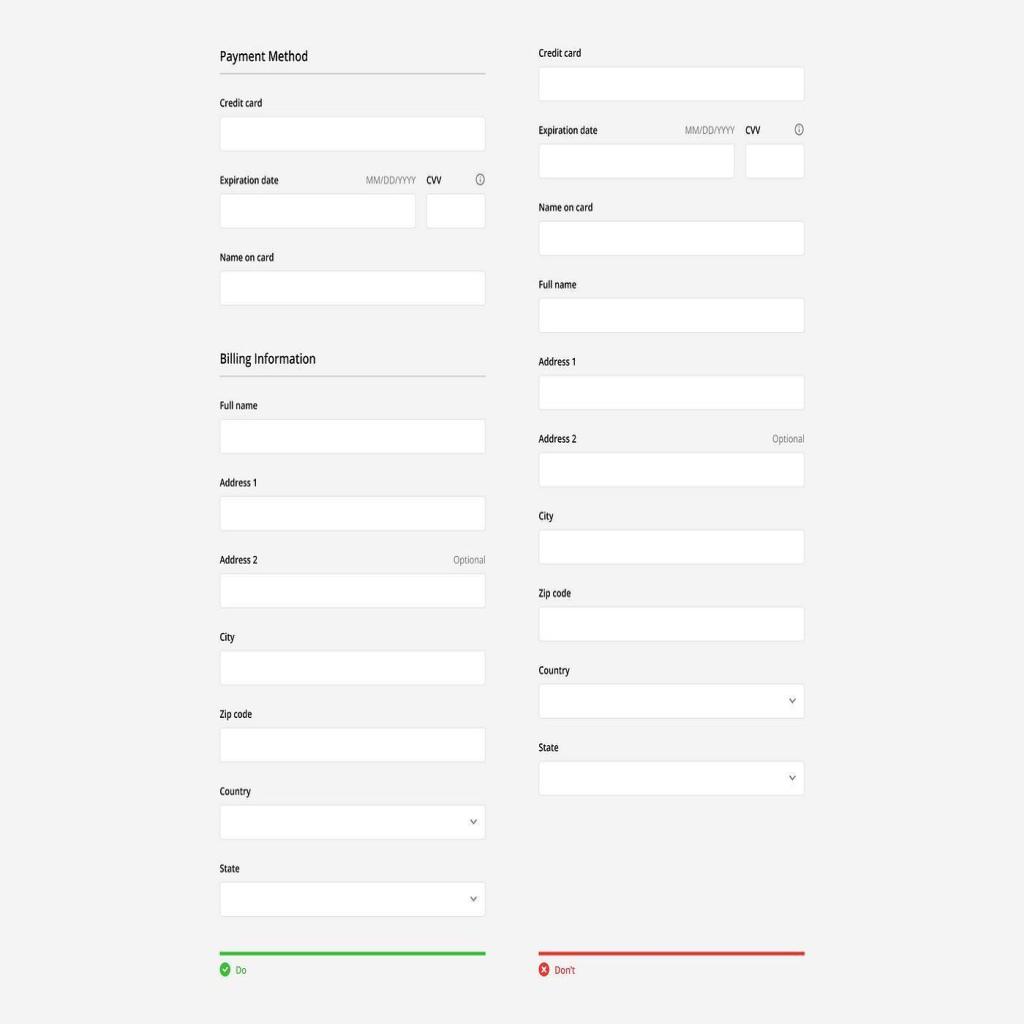 Payment Method
Credit card
Expiration date MM/DD/YYYY CVV
Name on card
Billing Information
Full name
Address 1
Address 2 Optional
City
Zip code
Country
State
Do
Credit card
Expiration date MM/DD/YYYY CVV
Name on card
Full name
Address 1
Address 2 Optional
City
Zip code
Country
State
Don't